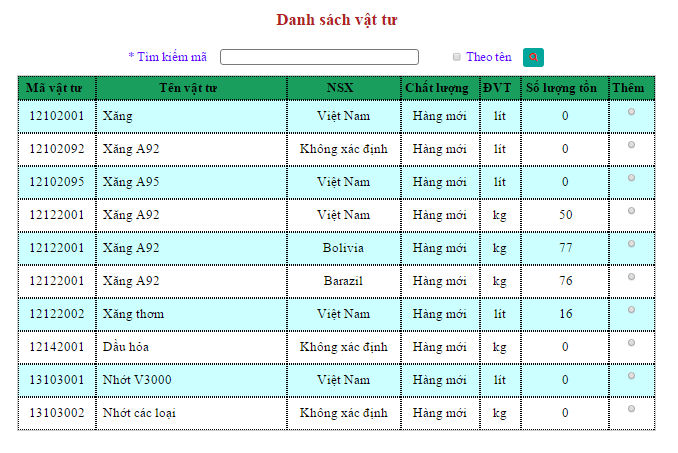 Danh sách vật tư
* Tìm kiếm mã Theo tên
Mã vật tư Tên vật tư NSX Chất lượng ĐVT Số lượng tồn Thêm
12102001 Xăng Việt Nam Hàng mới lít 0
12102092 Xăng A92 Không xác định Hàng mới lít 0
12102095 Xăng A95 Việt Nam Hàng mới lít 0
12122001 Xăng A92 Việt Nam Hàng mới kg 50
12122001 Xăng A92 Bolivia Hàng mới kg 77
12122001 Xăng A92 Barazil Hàng mới kg 76
12122002 Xăng thơm Việt Nam Hàng mới lít 16
12142001 Dầu hỏa Không xác định Hàng mới kg 0
13103001 Nhớt V3000 Việt Nam Hàng mới lít 0
13103002 Nhớt các loại Không xác định Hàng mới kg 0